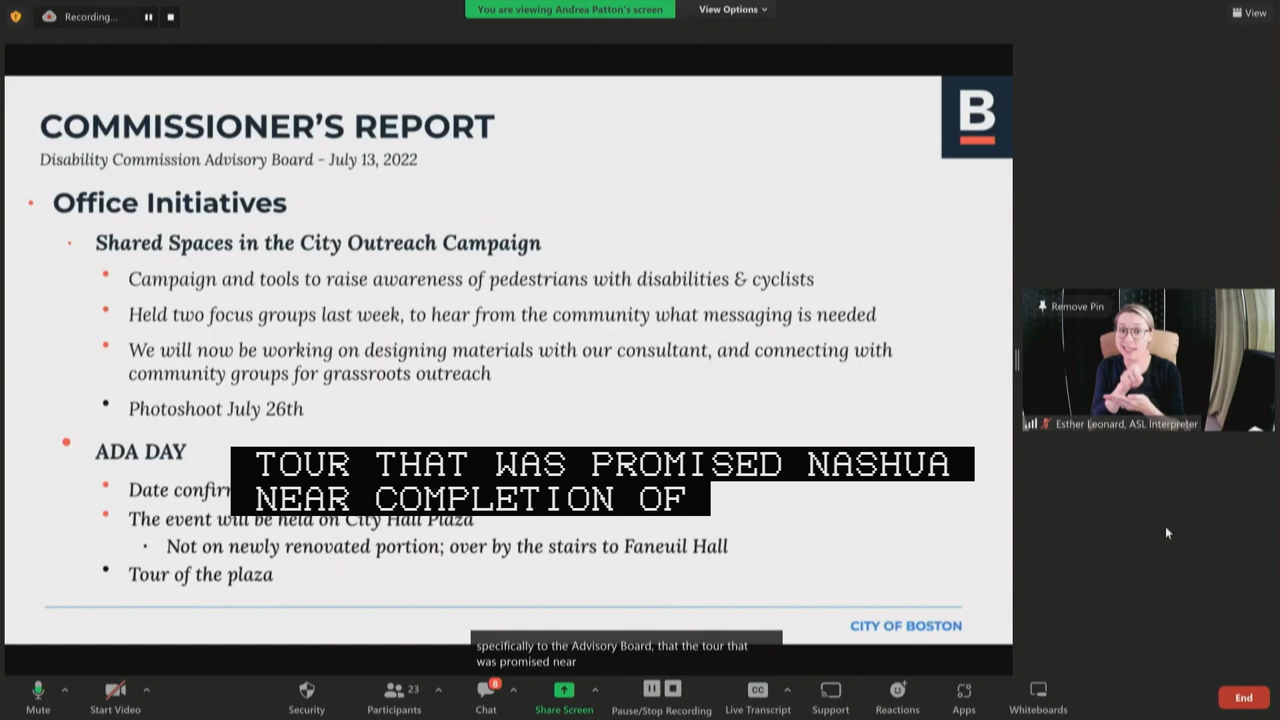 Recording...
You are viewing Andrea Patton's screen
View Options
View
B
COMMISSIONER'S REPORT
Disability Commission Advisory Board - July 13, 2022
Office Initiatives
Shared Spaces in the City Outreach Campaign
Campaign and tools to raise awareness of pedestrians with disabilities & cyclists
Held two focus groups last week, to hear from the community what messaging is needed
We will now be working on designing materials with our consultant, and connecting with
community groups for grassroots outreach
Photoshoot July 26th
ADA DAY
TOUR THAT WAS PROMISED NASHUA
Date
NEAR COMPLETION OF
The event will be held on City Hall Plaza
Not on newly renovated portion; over by the stairs to Faneuil Hall
Tour of the plaza
CITY OF BOSTON
specifically to the Advisory Board, that the tour that
was promised near
Remove Pin
Esther Leonard, ASL Interpreter
Mute
Start Video
Security
Participants
23
Chat
8
Share Screen
Pause/Stop Recording
CC
Live Transcript
Support
Reactions
Apps
Whiteboards
End